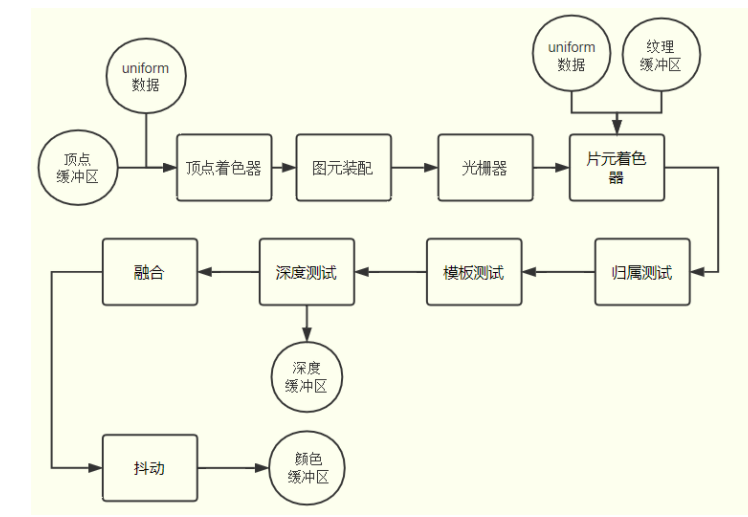 uniform
数据
纹理
缓冲区
uniform
数据
顶点
缓冲区
顶点着色器
图元装配
光栅器
片元着色
器
融合
深度测试
模板测试
归属测试
深度
缓冲区
抖动
颜色
缓冲区